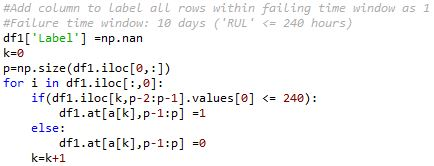 #Add column to label all rows within failing time window as 1
#Failure time window: 10 days ('RUL' <= 240 hours)
df1['Label'] =np.nan
k=0
p=np.size(df1.iloc[0,:])
for i in df1.iloc[:,0]:
    if(df1.iloc[k,p-2:p-1].values[0] <= 240):
        df1.at[a[k],p-1:p] =1
    else:
        df1.at[a[k],p-1:p] =0
    k=k+1